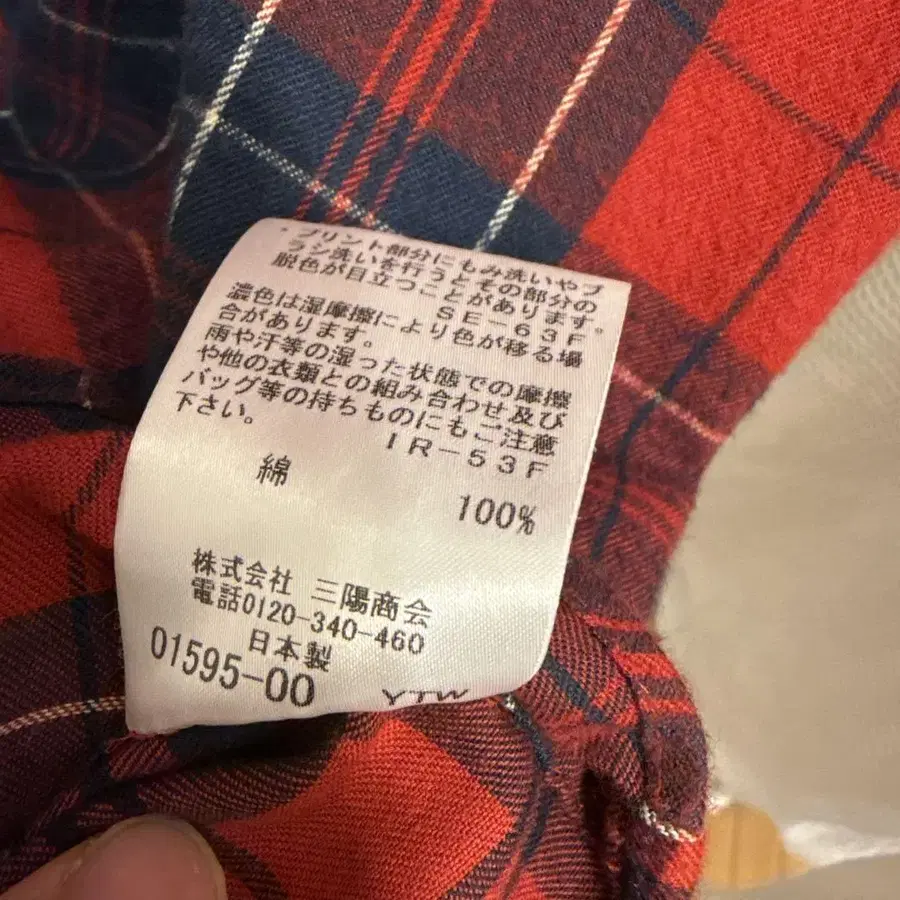 ・プリント部分にもみ洗いやブ
ラシ洗いを行うとその部分の
脱色が目立つことがあります。
SE-63F
濃色は湿摩擦により色が移る場
合があります。
雨や汗等の湿った状態での摩擦
や他の衣類との組み合わせ及び
バッグ等の持ちものにもご注意
下さい。
IR-53F
綿
100%
株式会社 三陽商会
電話0120-340-460
日本製
01595-00 YTW